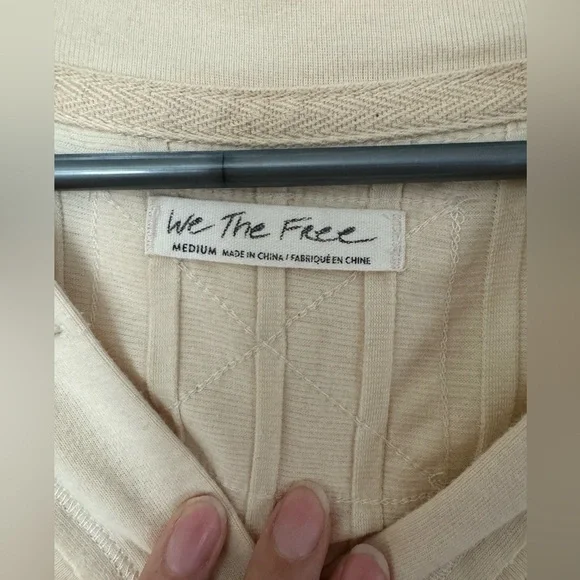 We The Free
MEDIUM MADE IN CHINA / FABRIQUÉ EN CHINE